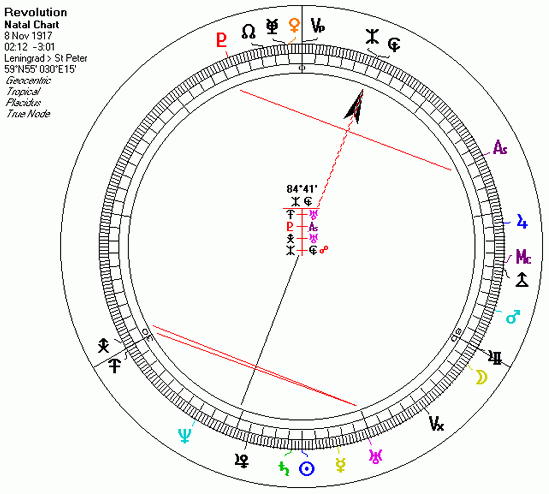 Revolution
Natal Chart
8 Nov 1917
02:12 -3:01
Leningrad > St Peter
59°N55' 030°E15'
Geocentric
Tropical
Placidus
True Node
Vp
As
Mc
Vx
84°41'
As